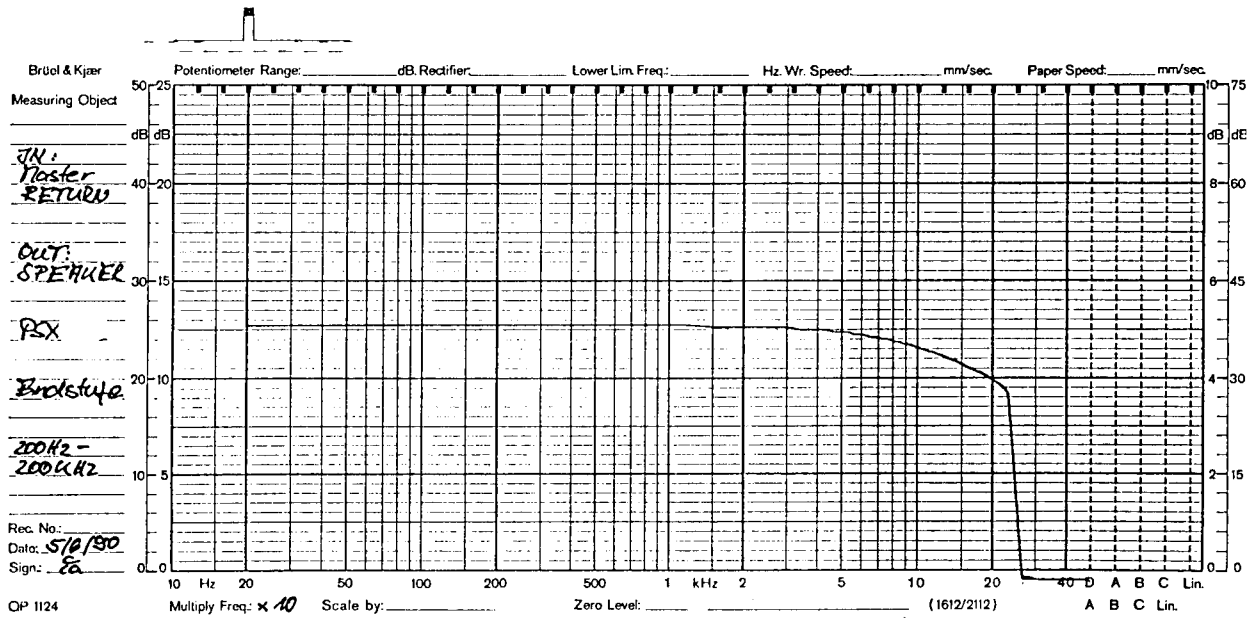 Brüel & Kjær Potentiometer Range: dB. Rectifier: Lower Lim. Freq.: Hz. Wr. Speed: mm/sec. Paper Speed: mm/sec.
Measuring Object
50 25 10 75
dB dB dB dB
JN:
Master
RETURN
40 20 8 60
OUT:
SPEAKER
30 15 6 45
PSX
Endstufe
20 10 4 30
200Hz -
200KHz
10 5 2 15
Rec. No.:
Date: 5/6/90
Sign.:
0 0 0 0
10 Hz 20 50 100 200 500 1 kHz 2 5 10 20 40 D A B C Lin.
QP 1124 Multiply Freq.: x 10 Scale by: Zero Level: (1612/2112) A B C Lin.